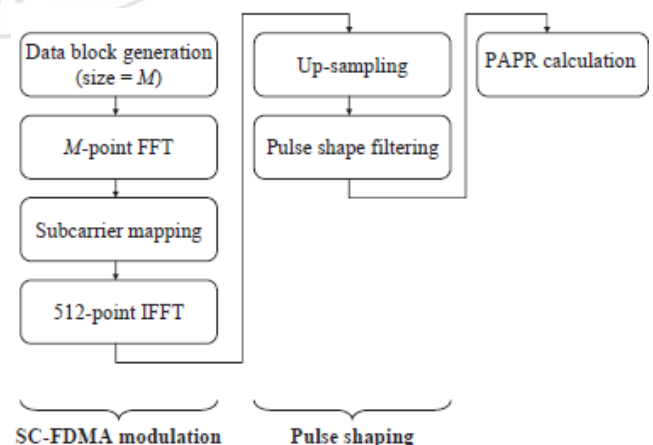 Data block generation
(size = M)
M-point FFT
Subcarrier mapping
512-point IFFT
SC-FDMA modulation
Up-sampling
Pulse shape filtering
Pulse shaping
PAPR calculation